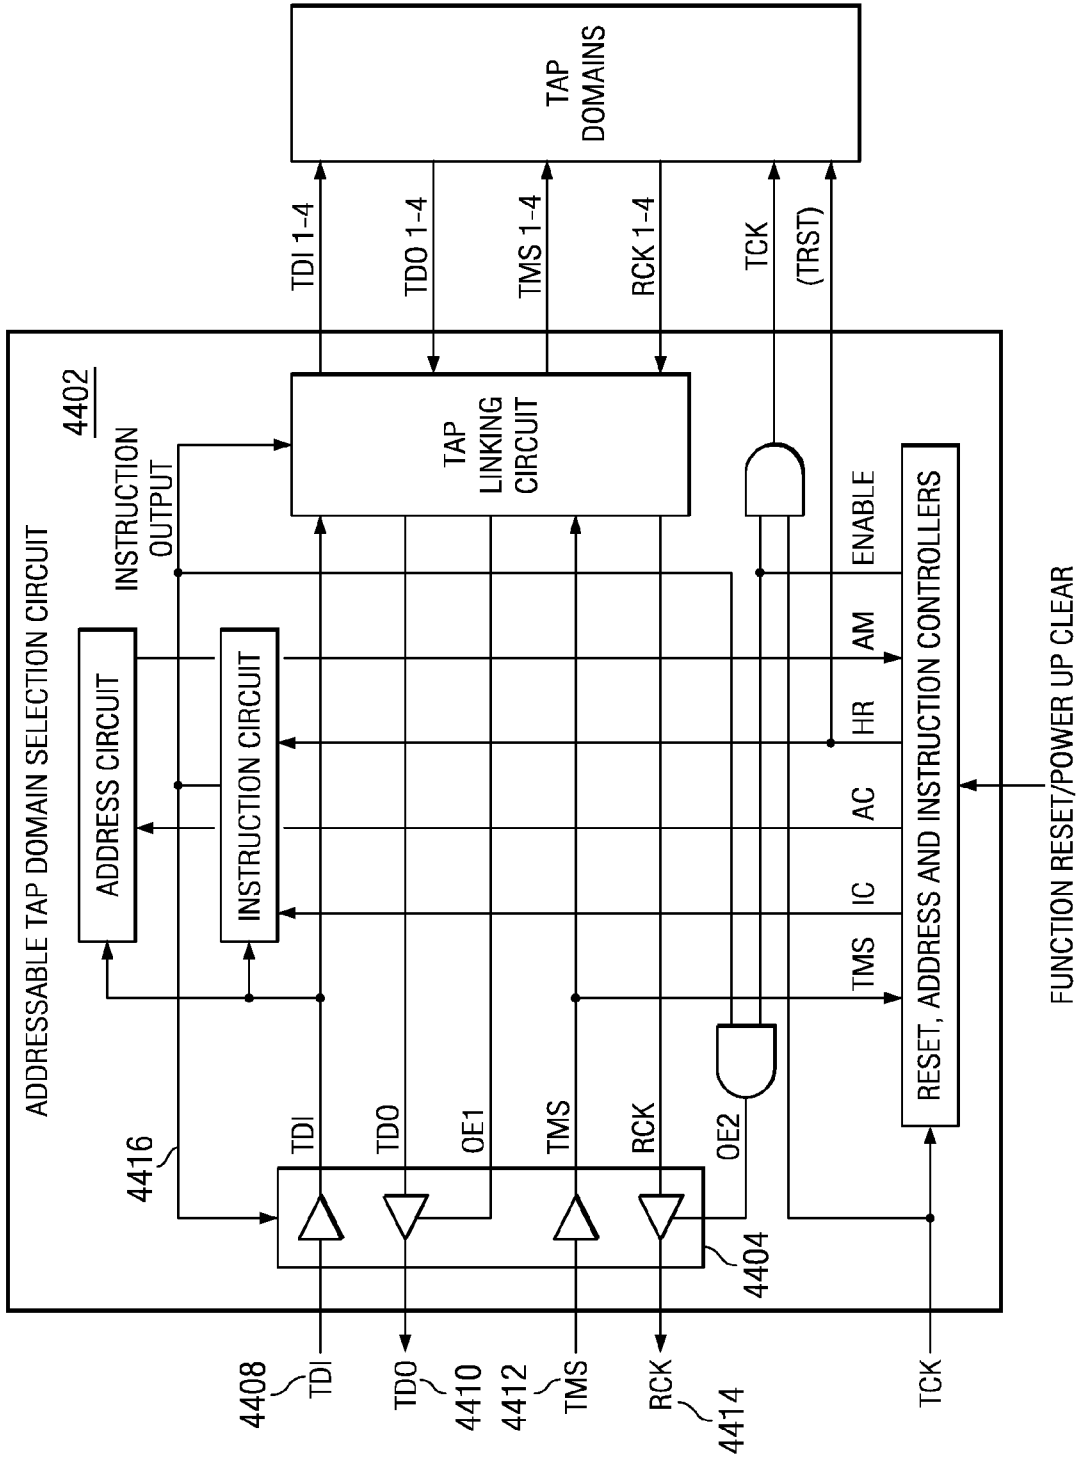 ADDRESSABLE TAP DOMAIN SELECTION CIRCUIT
4402
4416
INSTRUCTION
OUTPUT
ADDRESS CIRCUIT
INSTRUCTION CIRCUIT
4408
TDI
TDI
TAP
LINKING
CIRCUIT
TDI 1-4
TAP
DOMAINS
TDO
4410
TDO
TDO 1-4
OE1
4412
TMS
TMS
TMS 1-4
RCK
4414
RCK
RCK 1-4
4404
OE2
TCK
(TRST)
TMS
IC
AC
HR
AM
ENABLE
TCK
RESET, ADDRESS AND INSTRUCTION CONTROLLERS
FUNCTION RESET/POWER UP CLEAR